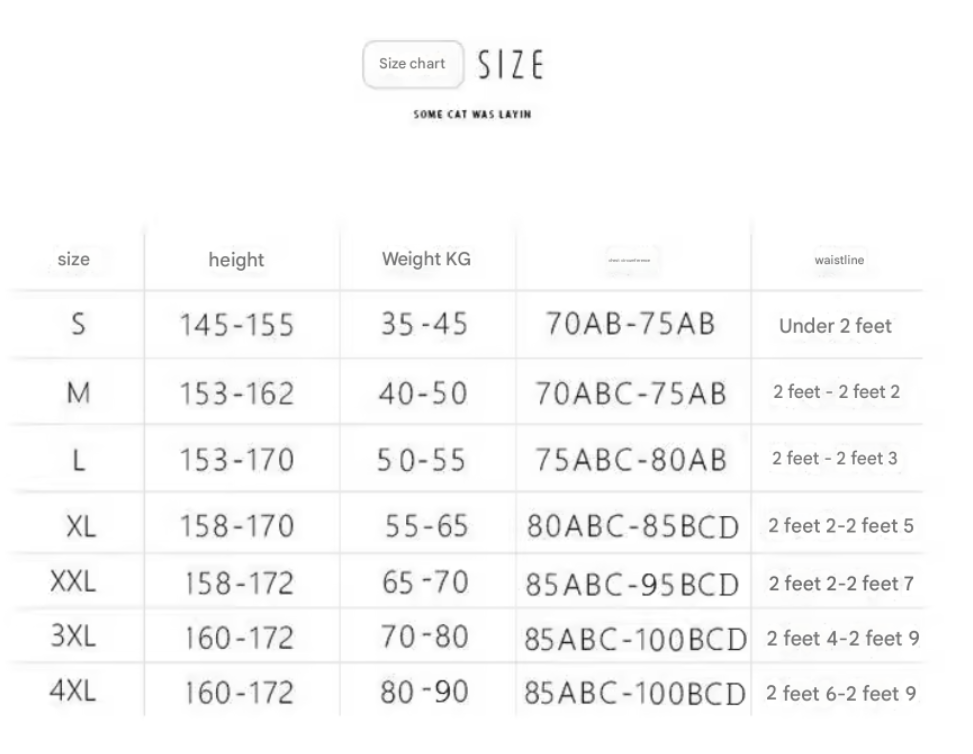 Size chart SIZE
SOME CAT WAS LAYIN
size height Weight KG waistline
S 145-155 35-45 70AB-75AB Under 2 feet
M 153-162 40-50 70ABC-75AB 2 feet - 2 feet 2
L 153-170 50-55 75ABC-80AB 2 feet - 2 feet 3
XL 158-170 55-65 80ABC-85BCD 2 feet 2-2 feet 5
XXL 158-172 65-70 85ABC-95BCD 2 feet 2-2 feet 7
3XL 160-172 70-80 85ABC-100BCD 2 feet 4-2 feet 9
4XL 160-172 80-90 85ABC-100BCD 2 feet 6-2 feet 9